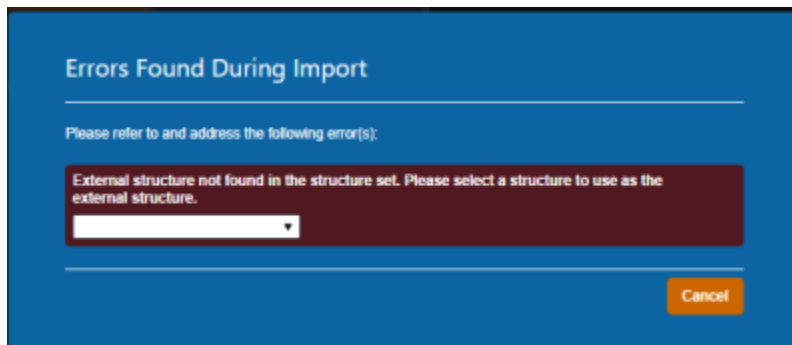 Errors Found During Import
Please refer to and address the following error(s):
External structure not found in the structure set. Please select a structure to use as the
external structure.
Cancel